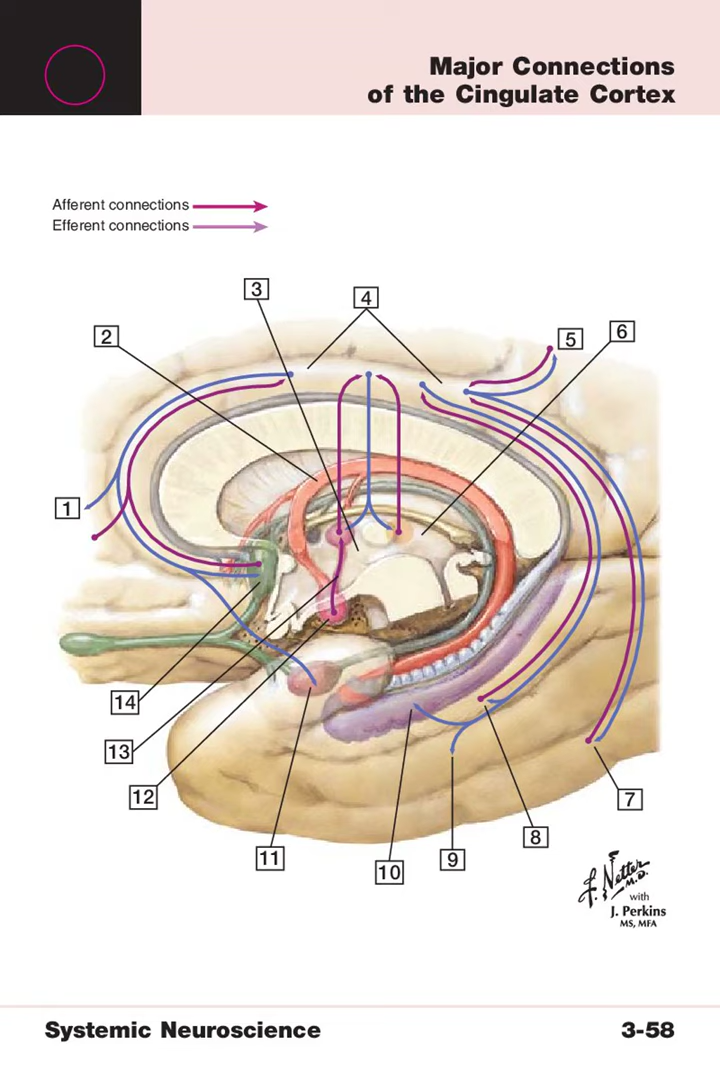 Major Connections
of the Cingulate Cortex
Afferent connections
Efferent connections
3
4
2
5
6
1
14
13
12
7
8
11
9
10
F. Netter
M.D.
with
J. Perkins
MS, MFA
Systemic Neuroscience
3-58